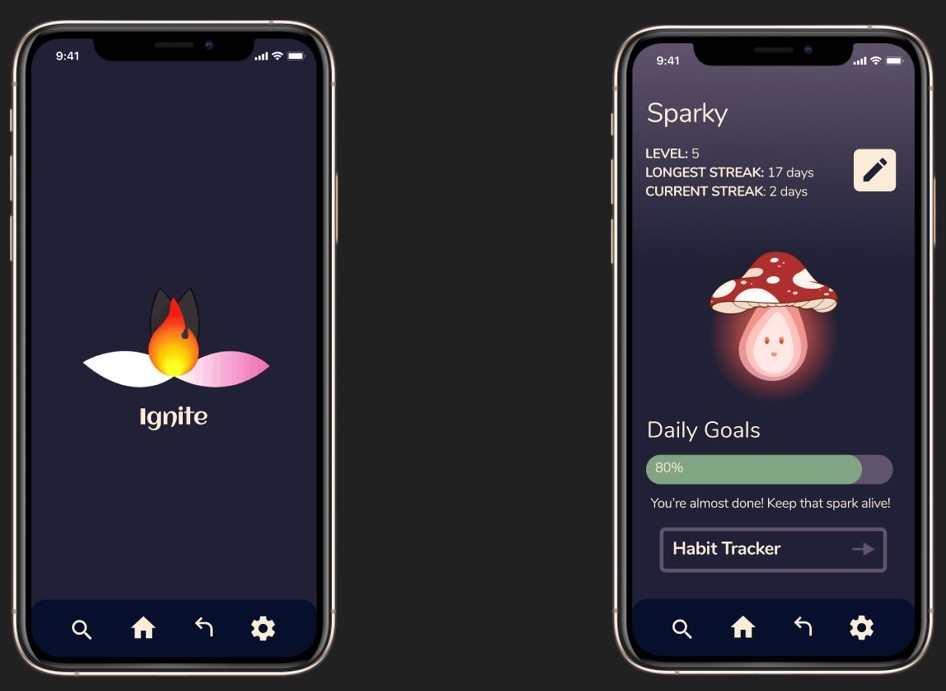 9:41
Ignite
9:41
Sparky
LEVEL: 5
LONGEST STREAK: 17 days
CURRENT STREAK: 2 days
Daily Goals
80%
You're almost done! Keep that spark alive!
Habit Tracker